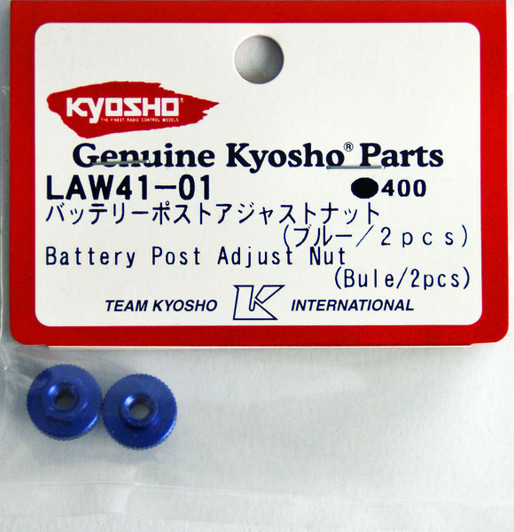 KYOSHO
THE FINEST RADIO CONTROL MODELS
Genuine Kyosho® Parts
LAW41-01 ●400
バッテリーポストアジャストナット
(ブルー/2pcs)
Battery Post Adjust Nut
(Bule/2pcs)
TEAM KYOSHO K INTERNATIONAL